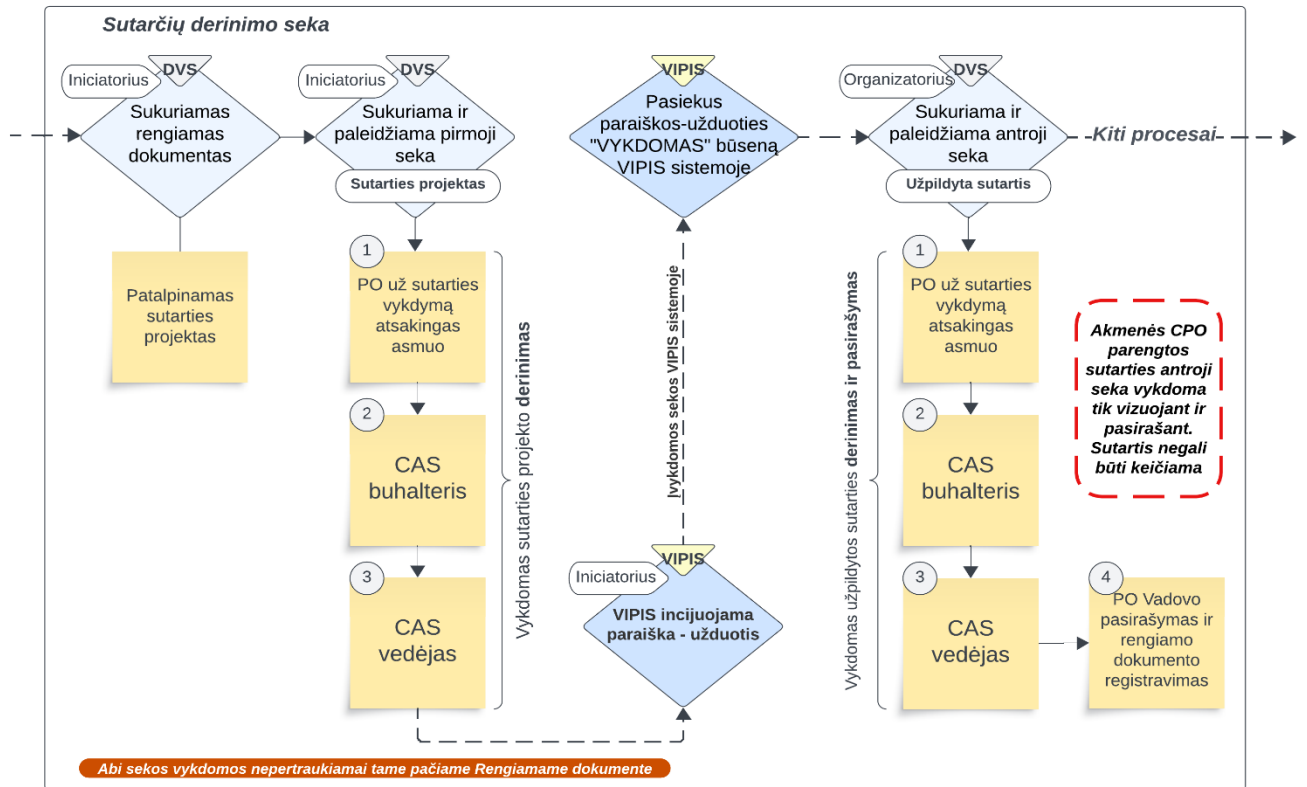 Sutarčių derinimo seka
DVS
Iniciatorius
Sukuriamas
rengiamas
dokumentas
Patalpinamas
sutarties
projektas
DVS
Iniciatorius
Sukuriama ir
paleidžiama pirmoji
seka
Sutarties projektas
1
PO už sutarties
vykdymą
atsakingas
asmuo
2
CAS
buhalteris
3
CAS
vedėjas
Vykdomas sutarties projekto derinimas
VIPIS
Iniciatorius
VIPIS incijuojama
paraiška - užduotis
Įvykdomos sekos VIPIS sistemoje
VIPIS
Pasiekus
paraiškos-užduoties
"VYKDOMAS" būseną
VIPIS sistemoje
DVS
Organizatorius
Sukuriama ir
paleidžiama antroji
seka
Užpildyta sutartis
Kiti procesai
1
PO už sutarties
vykdymą
atsakingas
asmuo
2
CAS
buhalteris
3
CAS
vedėjas
4
PO Vadovo
pasirašymas ir
rengiamo
dokumento
registravimas
Vykdomas užpildytos sutarties derinimas ir pasirašymas
Akmenės CPO
parengtos
sutarties antroji
seka vykdoma
tik vizuojant ir
pasirašant.
Sutartis negali
būti keičiama
Abi sekos vykdomos nepertraukiamai tame pačiame Rengiamame dokumente